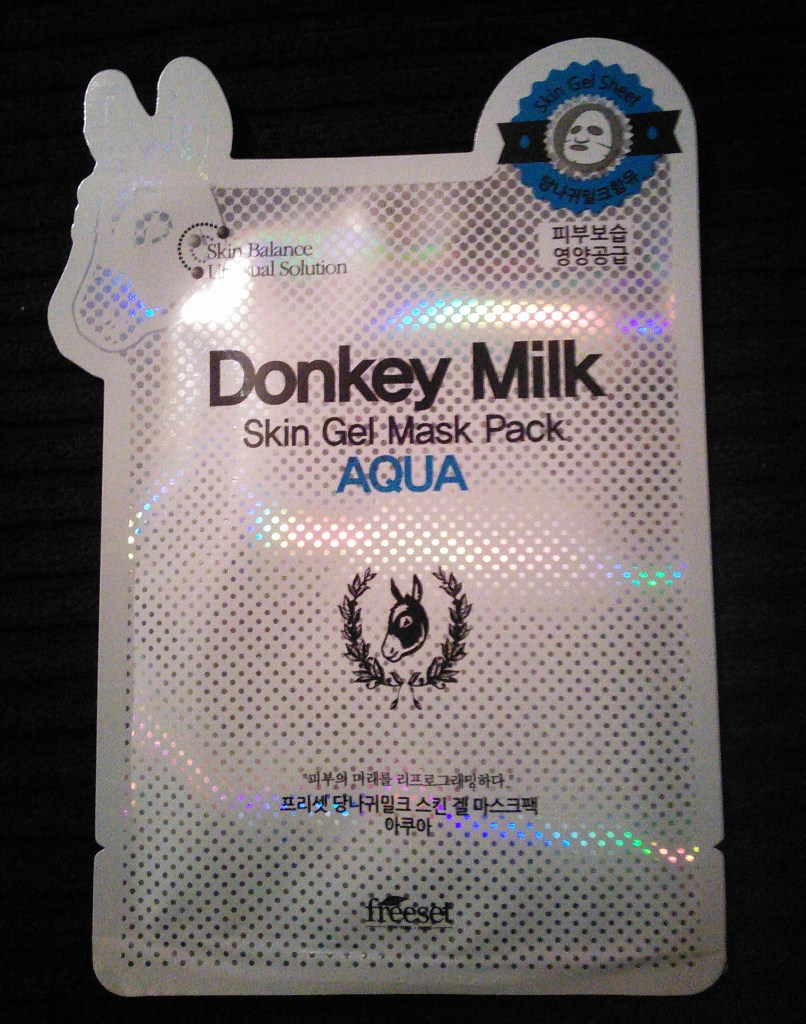 Skin Gel Sheet
당나귀밀크함유
피부보습
영양공급
Skin Balance
Solution
Donkey Milk
Skin Gel Mask Pack
AQUA
"피부의 미래를 리프로그래밍하다."
프리셋 당나귀밀크 스킨 겔 마스크팩
아쿠아
freeset